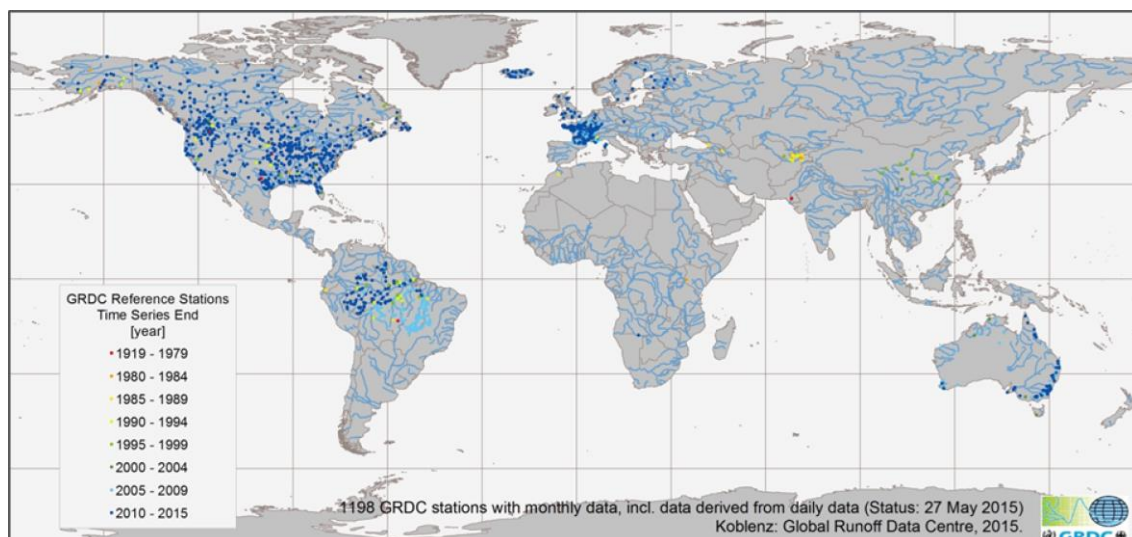 GRDC Reference Stations
Time Series End
[year]
1919 - 1979
1980 - 1984
1985 - 1989
1990 - 1994
1995 - 1999
2000 - 2004
2005 - 2009
2010 - 2015
1198 GRDC stations with monthly data, incl. data derived from daily data (Status: 27 May 2015)
Koblenz: Global Runoff Data Centre, 2015.
GRDC